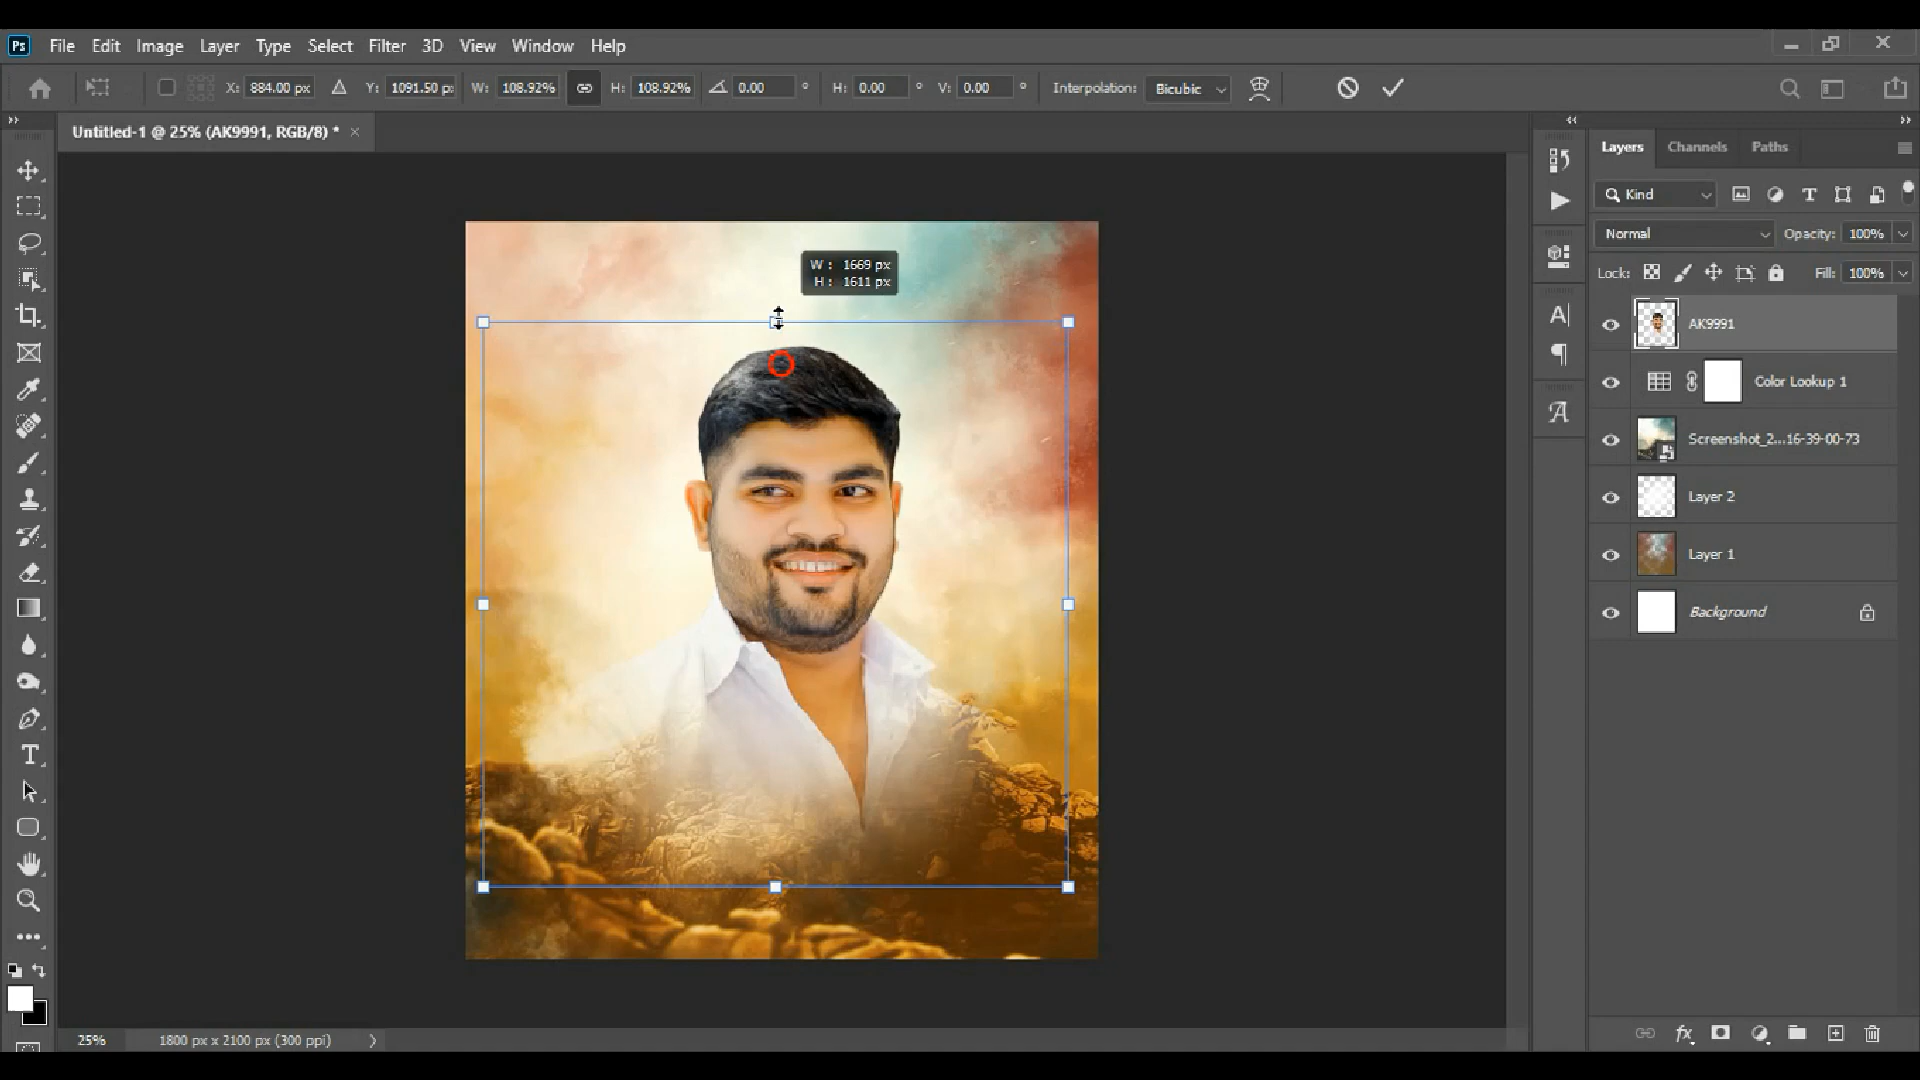 Ps File Edit Image Layer Type Select Filter 3D View Window Help
X: 884.00 px Y: 1091.50 p: W: 108.92% H: 108.92% 0.00 ° H: 0.00 ° V: 0.00 ° Interpolation: Bicubic
Untitled-1 @ 25% (AK9991, RGB/8) * ×
Layers Channels Paths
Kind
Normal Opacity: 100%
Lock: Fill: 100%
W : 1669 px
H : 1611 px
AK9991
Color Lookup 1
Screenshot_2...16-39-00-73
Layer 2
Layer 1
Background
25% 1800 px x 2100 px (300 ppi)